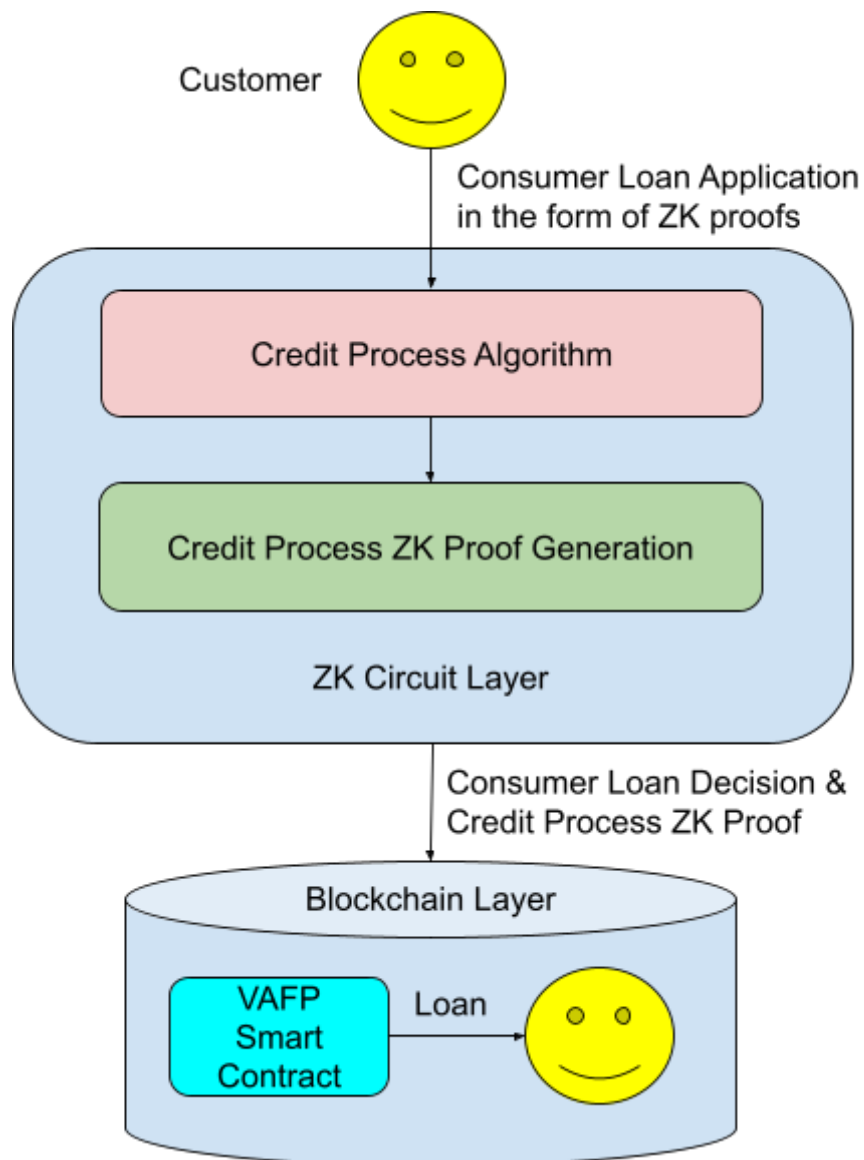 Customer
Consumer Loan Application
in the form of ZK proofs
Credit Process Algorithm
Credit Process ZK Proof Generation
ZK Circuit Layer
Consumer Loan Decision &
Credit Process ZK Proof
Blockchain Layer
VAFP
Smart
Contract
Loan